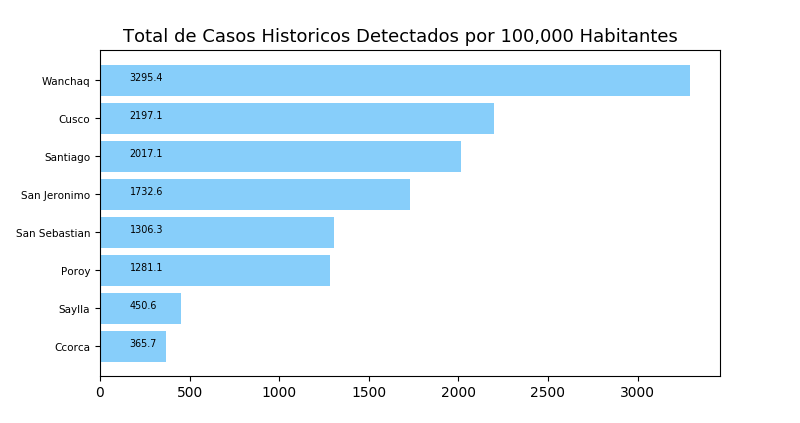 Total de Casos Historicos Detectados por 100,000 Habitantes
Wanchaq 3295.4
Cusco 2197.1
Santiago 2017.1
San Jeronimo 1732.6
San Sebastian 1306.3
Poroy 1281.1
Saylla 450.6
Ccorca 365.7
0 500 1000 1500 2000 2500 3000